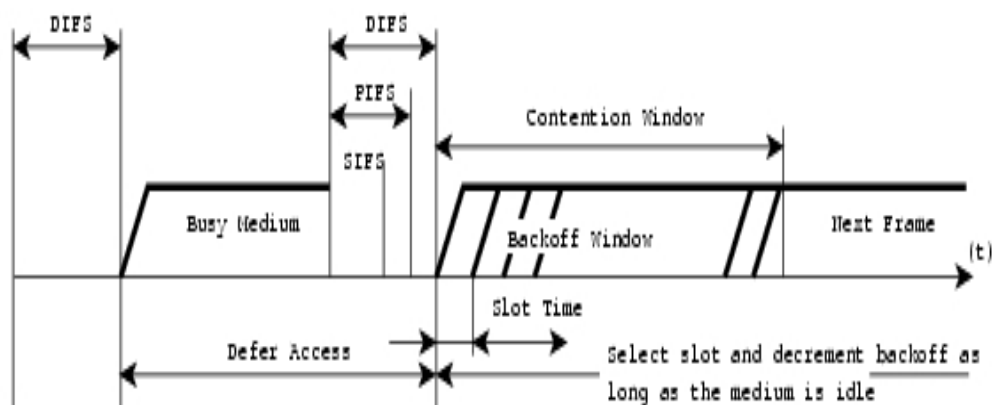 DIFS
DIFS
PIFS
Contention Window
SIFS
Busy Medium
Backoff Window
Next Frame
(t)
Slot Time
Defer Access
Select slot and decrement backoff as
long as the medium is idle